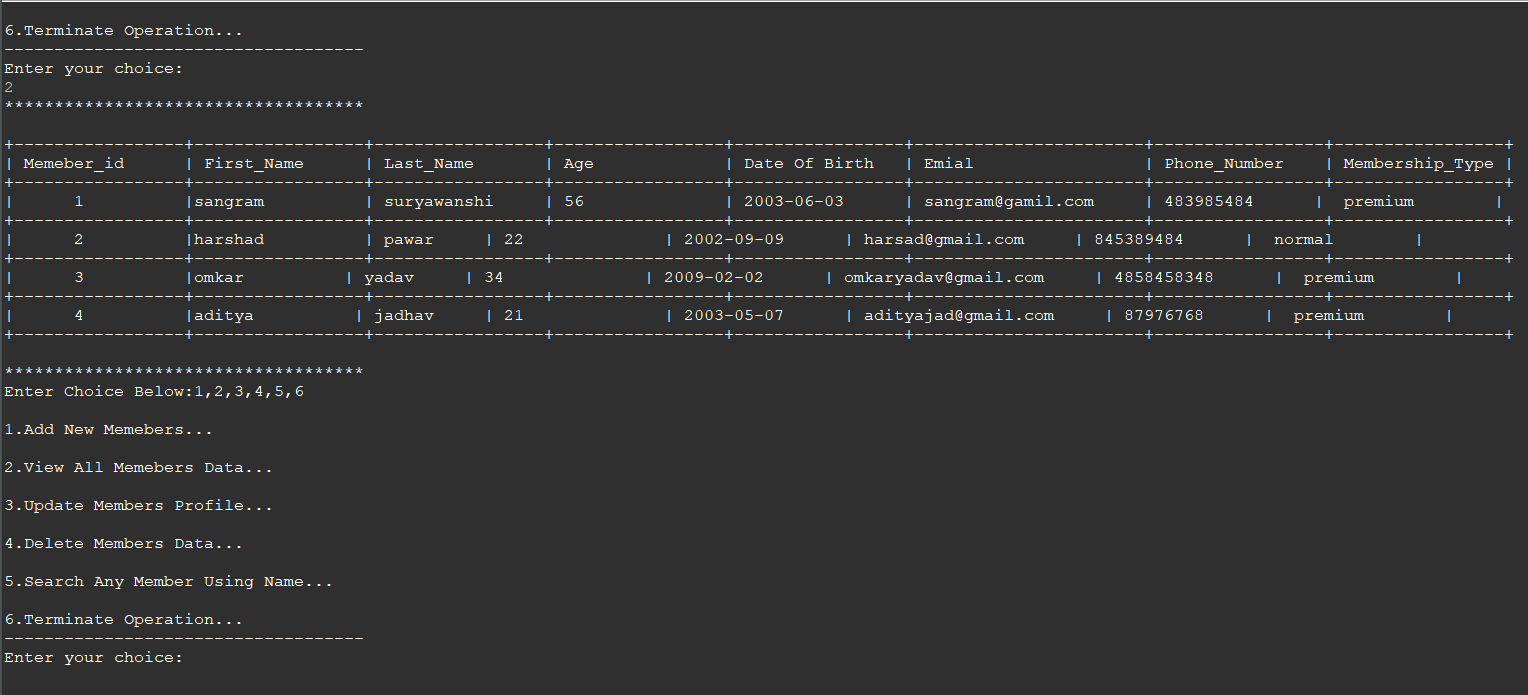 6.Terminate Operation...
------------------------------------
Enter your choice:
2
************************************
+-----------------+-----------------+-----------------+-----------------+-----------------+-----------------------+-----------------+-----------------+
| Memeber_id      | First_Name      | Last_Name       | Age             | Date Of Birth   | Emial                 | Phone_Number    | Membership_Type |
+-----------------+-----------------+-----------------+-----------------+-----------------+-----------------------+-----------------+-----------------+
|      1          |sangram          | suryawanshi     | 56              | 2003-06-03      | sangram@gamil.com     | 483985484      |  premium        |
+-----------------+-----------------+-----------------+-----------------+-----------------+-----------------------+-----------------+-----------------+
|      2          |harshad          | pawar     | 22              | 2002-09-09      | harsad@gmail.com     | 845389484      |  normal        |
+-----------------+-----------------+-----------------+-----------------+-----------------+-----------------------+-----------------+-----------------+
|      3          |omkar          | yadav     | 34              | 2009-02-02      | omkaryadav@gmail.com     | 4858458348      |  premium        |
+-----------------+-----------------+-----------------+-----------------+-----------------+-----------------------+-----------------+-----------------+
|      4          |aditya          | jadhav     | 21              | 2003-05-07      | adityajad@gmail.com     | 87976768      |  premium        |
+-----------------+-----------------+-----------------+-----------------+-----------------+-----------------------+-----------------+-----------------+
************************************
Enter Choice Below:1,2,3,4,5,6
1.Add New Memebers...
2.View All Memebers Data...
3.Update Members Profile...
4.Delete Members Data...
5.Search Any Member Using Name...
6.Terminate Operation...
------------------------------------
Enter your choice: